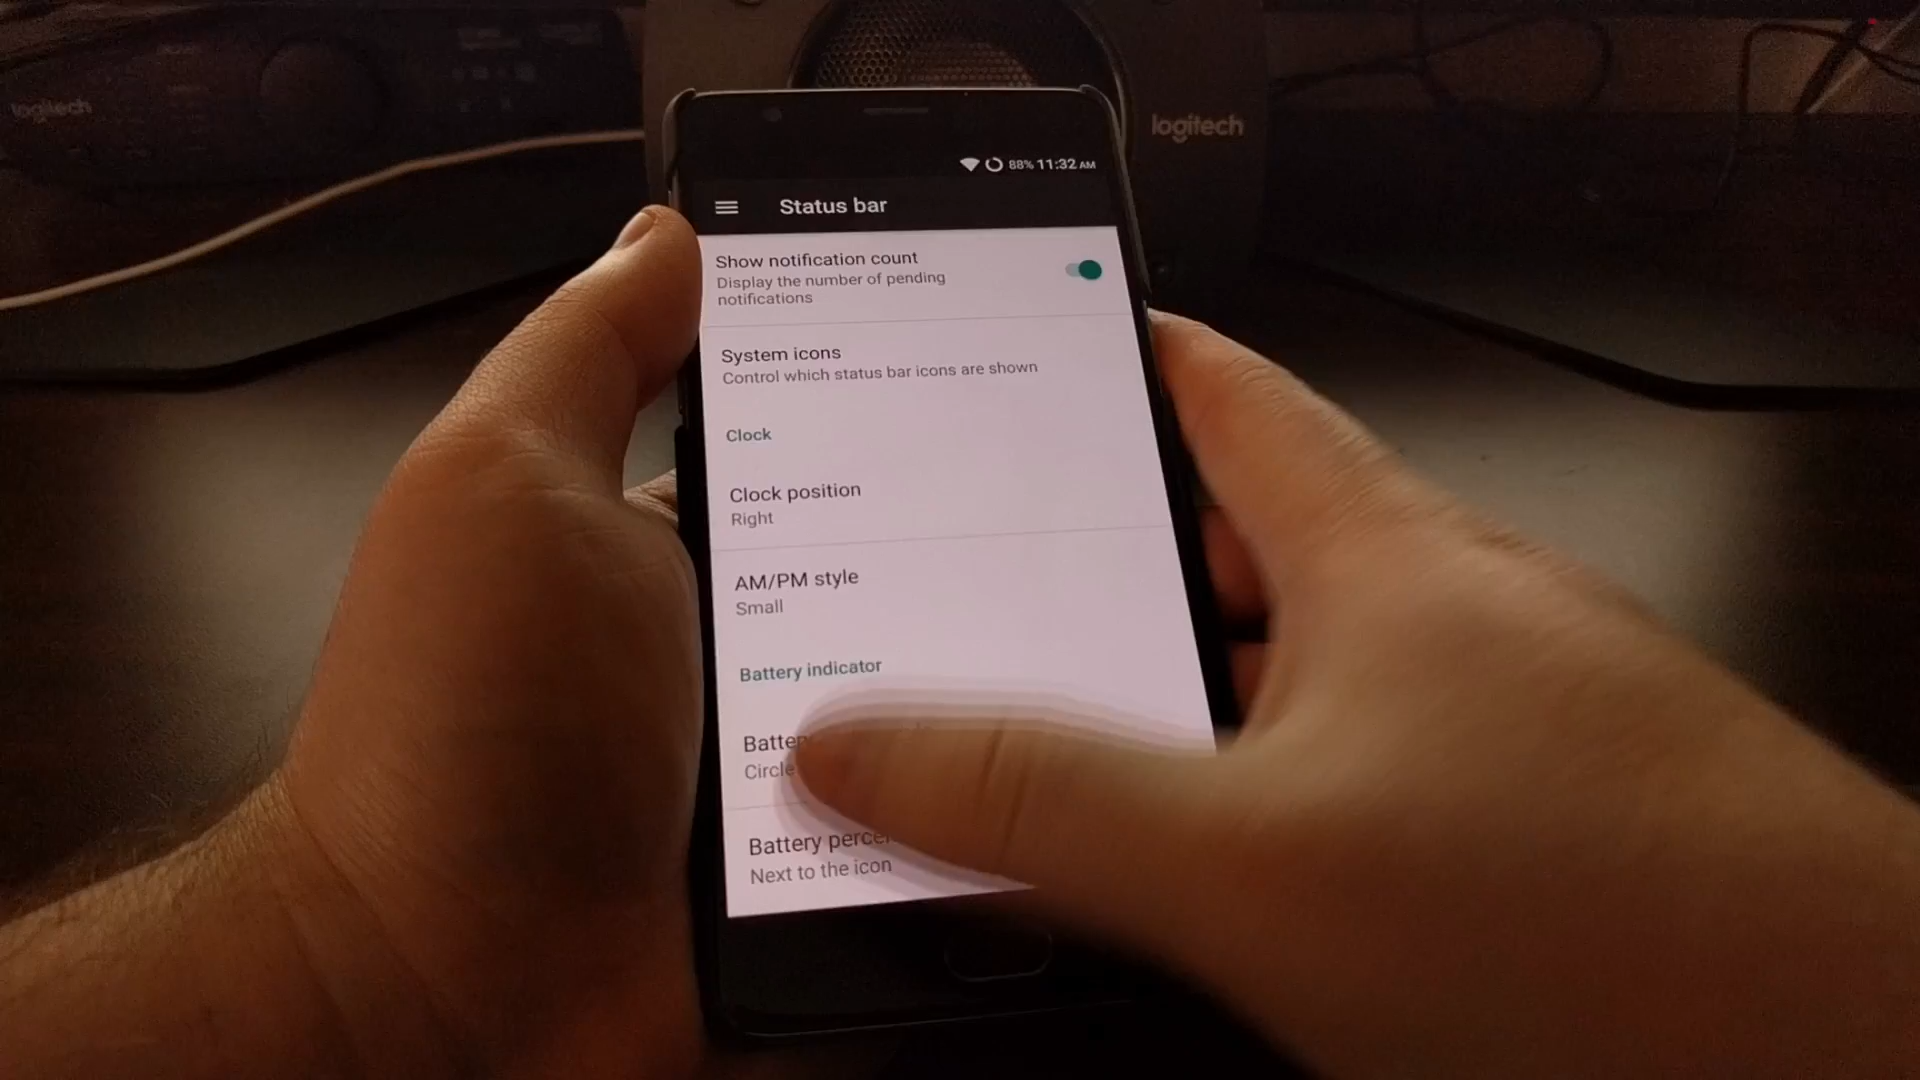 logitech
logitech
88% 11:32 AM
Status bar
Show notification count
Display the number of pending
notifications
System icons
Control which status bar icons are shown
Clock
Clock position
Right
AM/PM style
Small
Battery indicator
Circle
Battery
Next to the icon